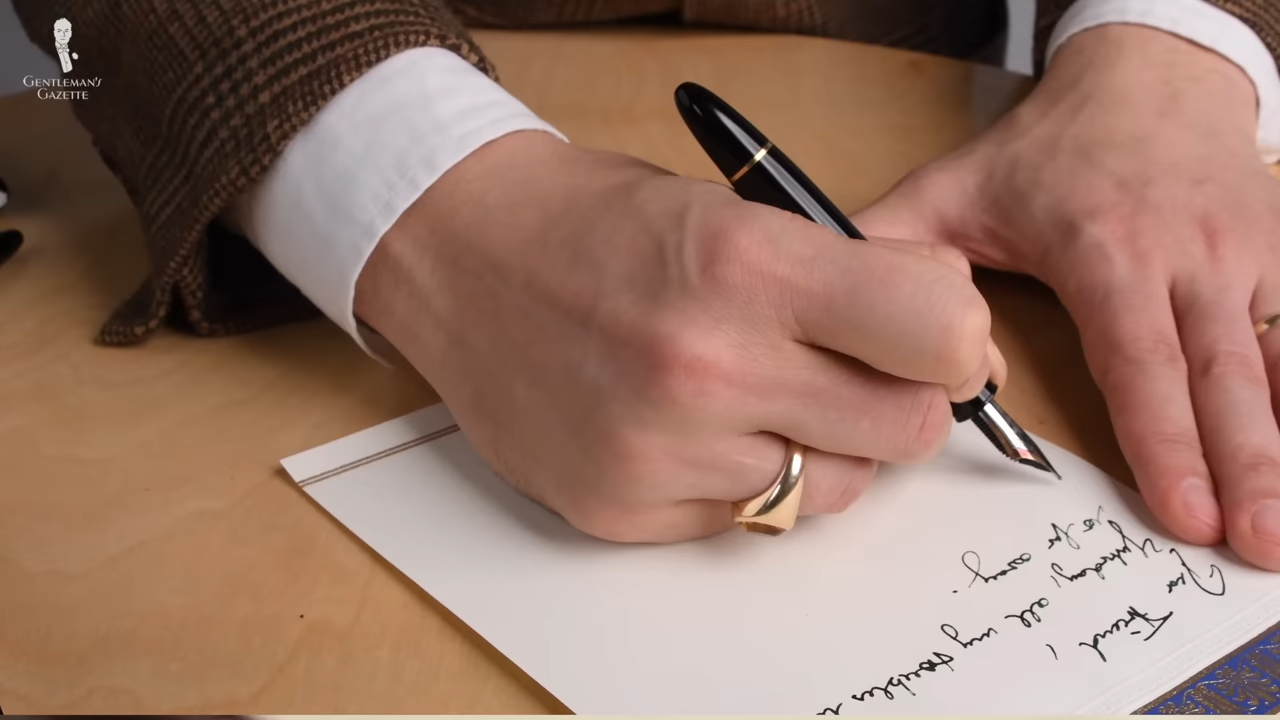 GENTLEMAN'S
GAZETTE
Dear Friend,
Yesterday, all my troubles
so far away.